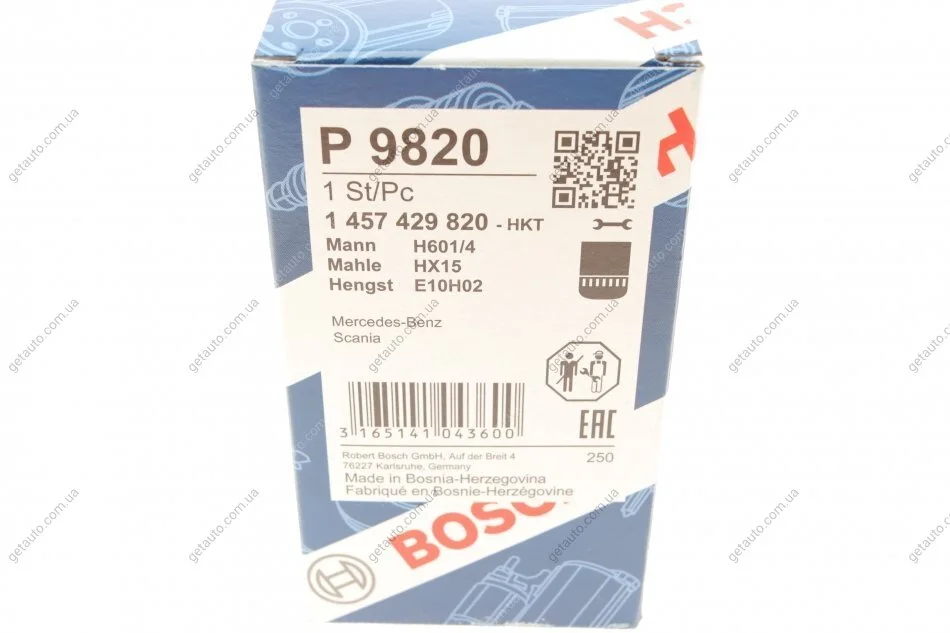 P 9820
1 St/Pc
1 457 429 820 - HKT
Mann H601/4
Mahle HX15
Hengst E10H02
Mercedes-Benz
Scania
3 165141 043600
EAC
Robert Bosch GmbH, Auf der Breit 4
76227 Karlsruhe, Germany
250
Made in Bosnia-Herzegovina
Fabriqué en Bosnie-Herzégovine
BOSC
getauto.com.ua